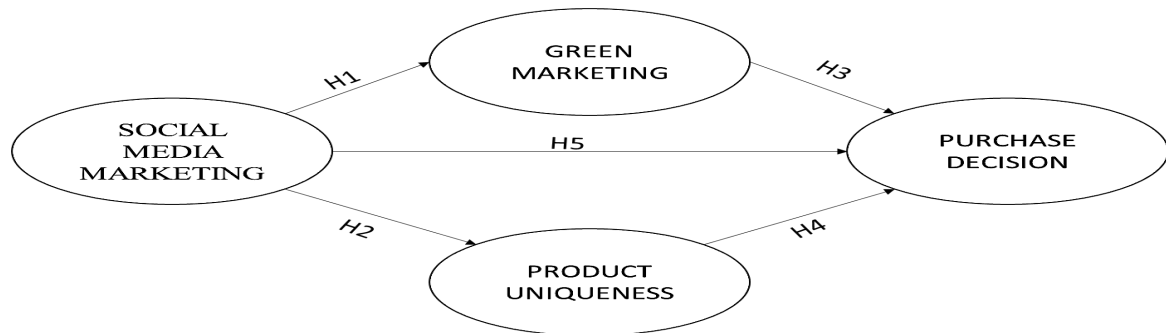 GREEN
MARKETING
H1
H3
SOCIAL
MEDIA
MARKETING
H5
PURCHASE
DECISION
H2
H4
PRODUCT
UNIQUENESS